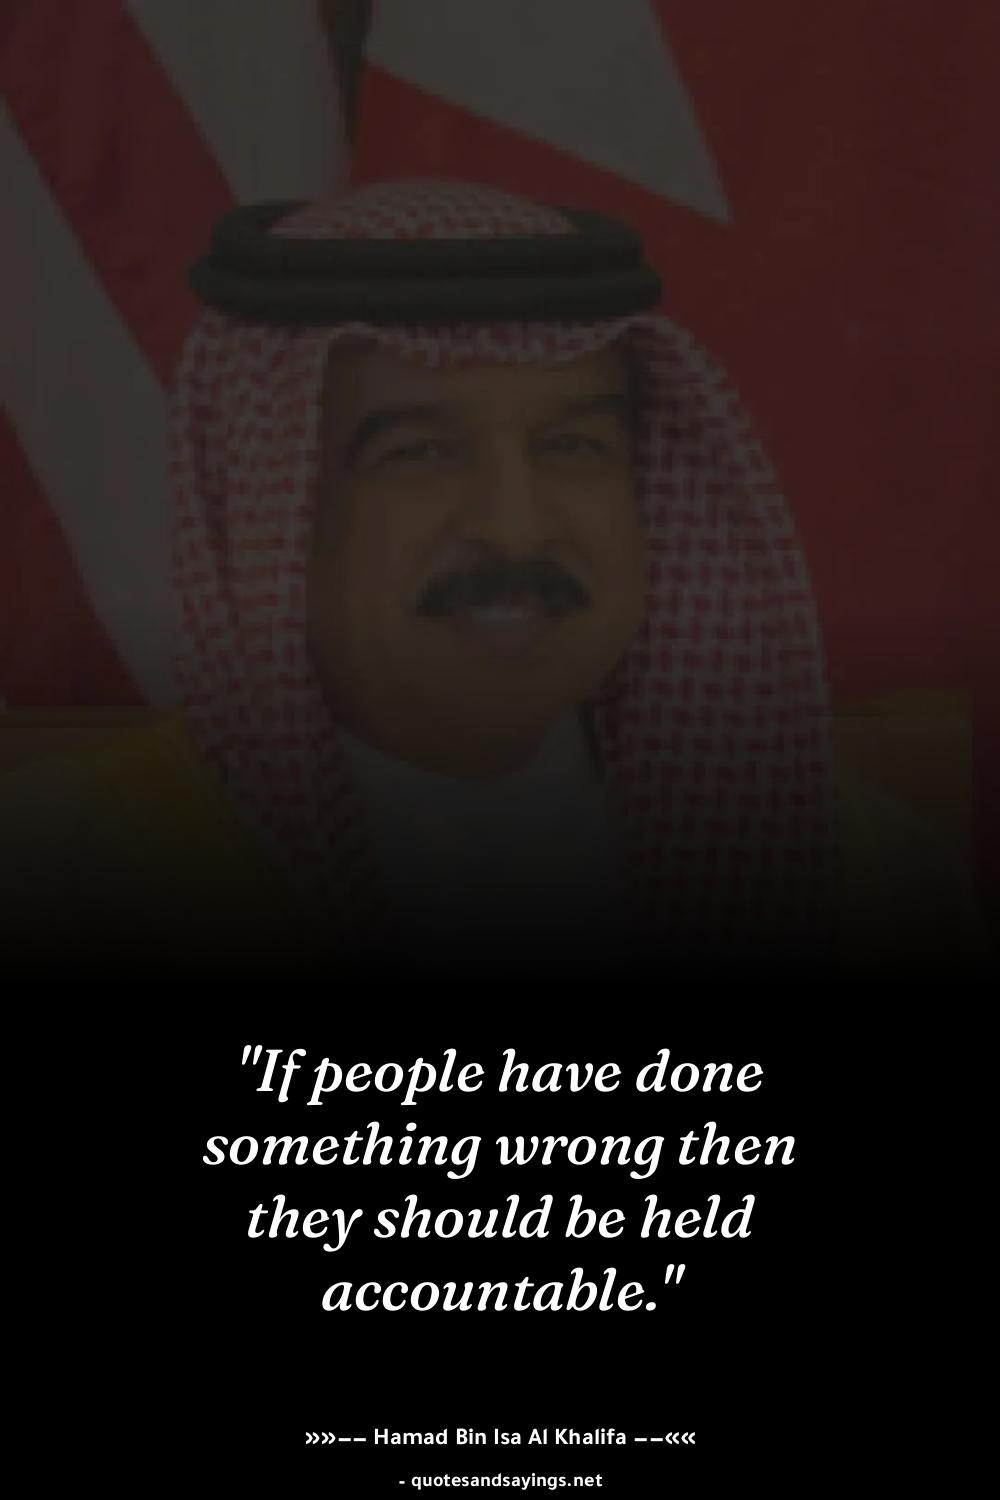 "If people have done
something wrong then
they should be held
accountable."
»»−− Hamad Bin Isa Al Khalifa −−««
- quotesandsayings.net